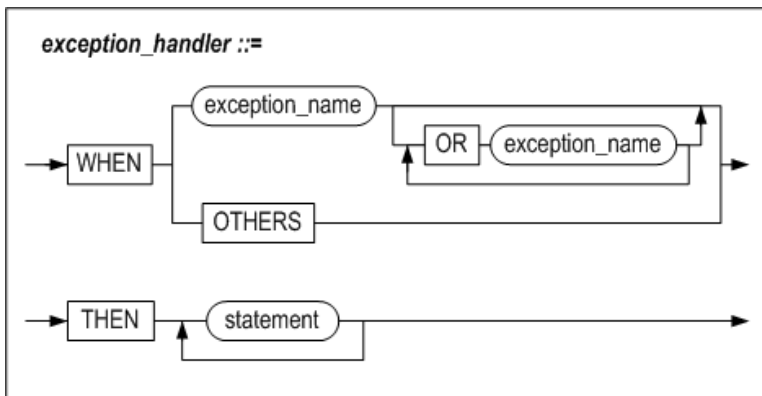 exception_handler ::=
exception_name
WHEN
OR exception_name
OTHERS
THEN statement